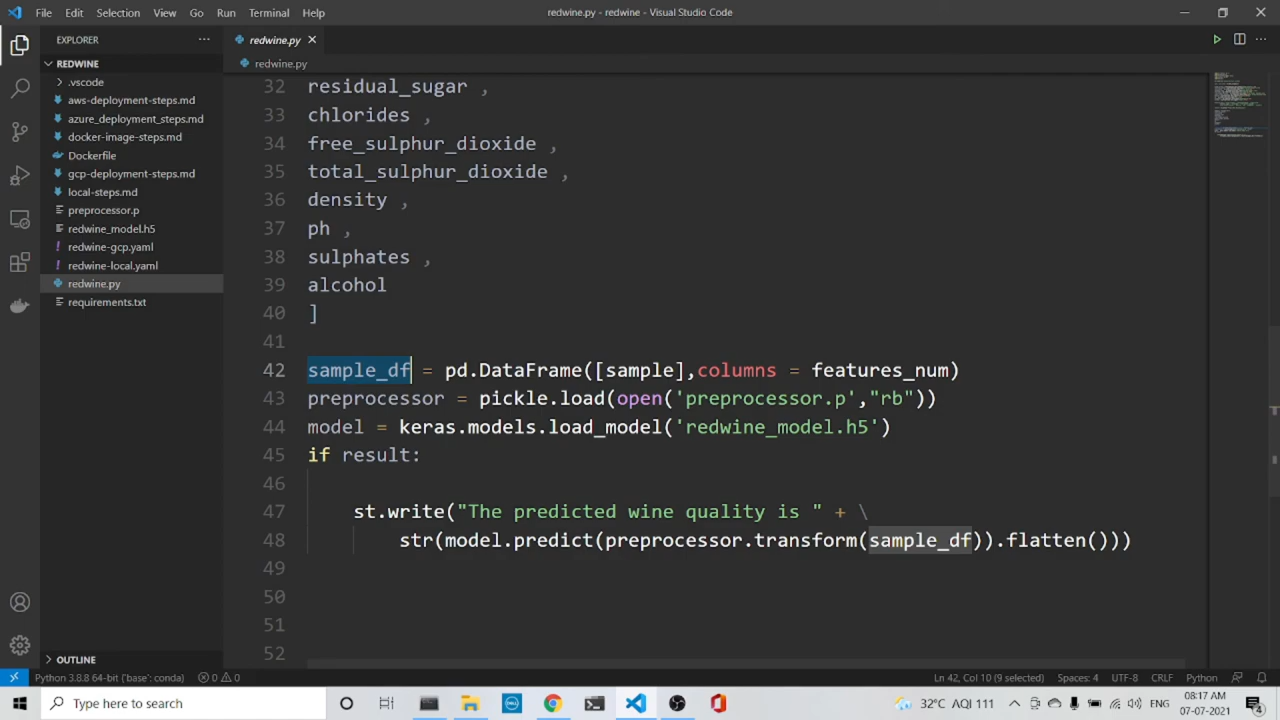 File Edit Selection View Go Run Terminal Help
redwine.py - redwine - Visual Studio Code
EXPLORER ...
redwine.py
REDWINE
redwine.py
.vscode
aws-deployment-steps.md
azure_deployment_steps.md
docker-image-steps.md
Dockerfile
gcp-deployment-steps.md
local-steps.md
preprocessor.p
redwine_model.h5
redwine-gcp.yaml
redwine-local.yaml
redwine.py
requirements.txt
32 residual_sugar ,
33 chlorides ,
34 free_sulphur_dioxide ,
35 total_sulphur_dioxide ,
36 density ,
37 ph ,
38 sulphates ,
39 alcohol
40 ]
41
42 sample_df = pd.DataFrame([sample],columns = features_num)
43 preprocessor = pickle.load(open('preprocessor.p',"rb"))
44 model = keras.models.load_model('redwine_model.h5')
45 if result:
46
47 st.write("The predicted wine quality is " + \
48 str(model.predict(preprocessor.transform(sample_df)).flatten()))
49
50
51
52
OUTLINE
Python 3.8.8 64-bit ('base': conda) 0 0
Ln 42, Col 10 (9 selected) Spaces: 4 UTF-8 CRLF Python
Type here to search
32°C AQI 111
ENG
08:17 AM
07-07-2021
4